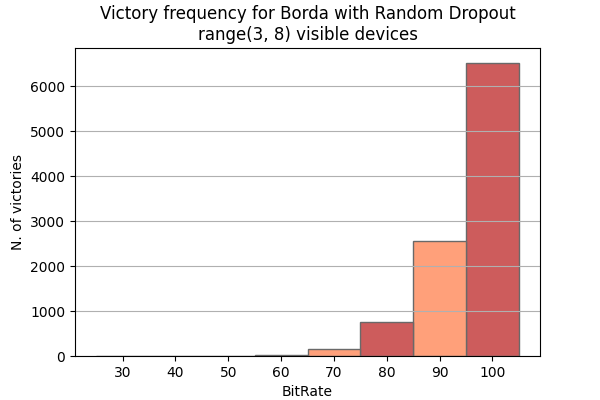 Victory frequency for Borda with Random Dropout
range(3, 8) visible devices
N. of victories
6000
5000
4000
3000
2000
1000
0
30 40 50 60 70 80 90 100
BitRate